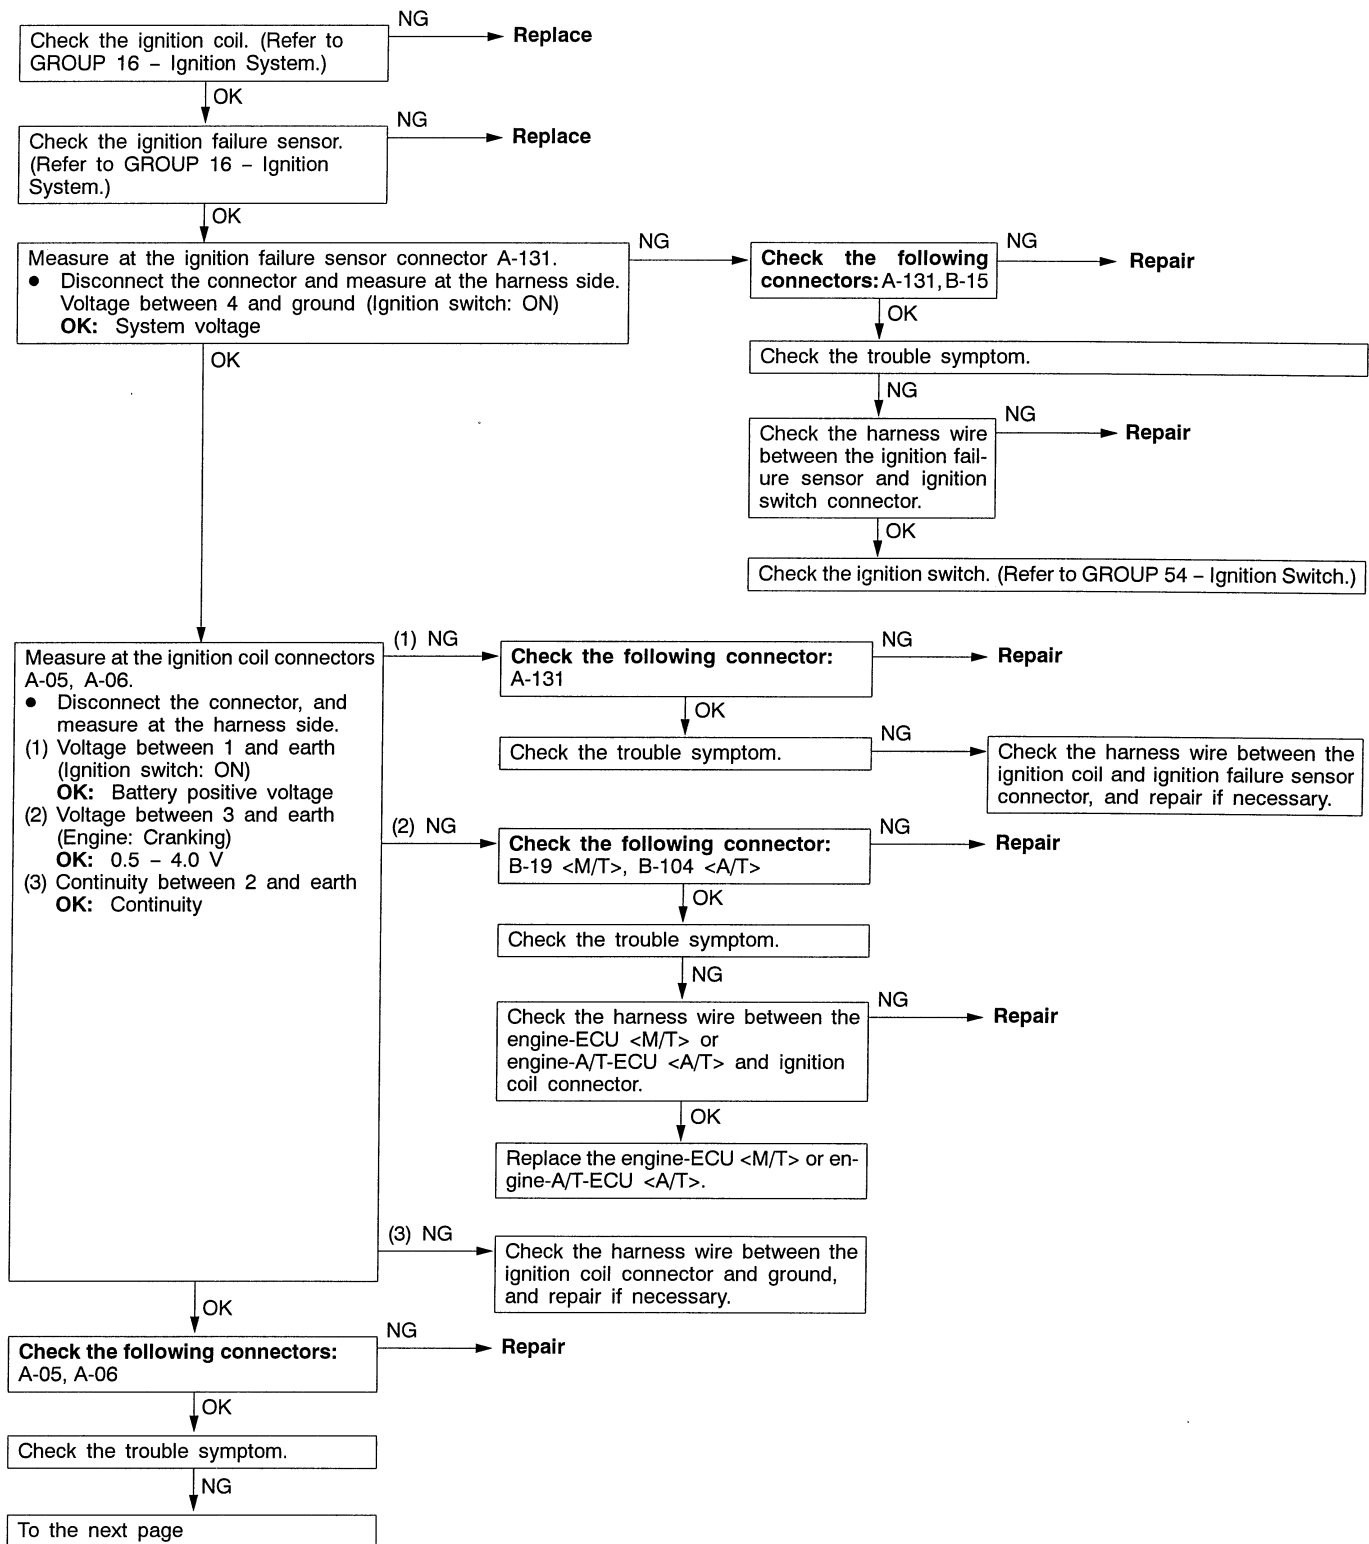 NG
Check the ignition coil. (Refer to
GROUP 16 – Ignition System.)
Replace
OK
Check the ignition failure sensor.
(Refer to GROUP 16 – Ignition
System.)
NG
Replace
OK
Measure at the ignition failure sensor connector A-131.
● Disconnect the connector and measure at the harness side.
Voltage between 4 and ground (Ignition switch: ON)
OK: System voltage
NG
Check the following
connectors: A-131, B-15
NG
Repair
OK
Check the trouble symptom.
NG
Check the harness wire
between the ignition fail-
ure sensor and ignition
switch connector.
NG
Repair
OK
Check the ignition switch. (Refer to GROUP 54 – Ignition Switch.)
OK
Measure at the ignition coil connectors
A-05, A-06.
● Disconnect the connector, and
measure at the harness side.
(1) Voltage between 1 and earth
(Ignition switch: ON)
OK: Battery positive voltage
(2) Voltage between 3 and earth
(Engine: Cranking)
OK: 0.5 – 4.0 V
(3) Continuity between 2 and earth
OK: Continuity
(1) NG
Check the following connector:
A-131
NG
Repair
OK
Check the trouble symptom.
NG
Check the harness wire between the
ignition coil and ignition failure sensor
connector, and repair if necessary.
(2) NG
Check the following connector:
B-19 <M/T>, B-104 <A/T>
NG
Repair
OK
Check the trouble symptom.
NG
Check the harness wire between the
engine-ECU <M/T> or
engine-A/T-ECU <A/T> and ignition
coil connector.
NG
Repair
OK
Replace the engine-ECU <M/T> or en-
gine-A/T-ECU <A/T>.
(3) NG
Check the harness wire between the
ignition coil connector and ground,
and repair if necessary.
OK
Check the following connectors:
A-05, A-06
NG
Repair
OK
Check the trouble symptom.
NG
To the next page